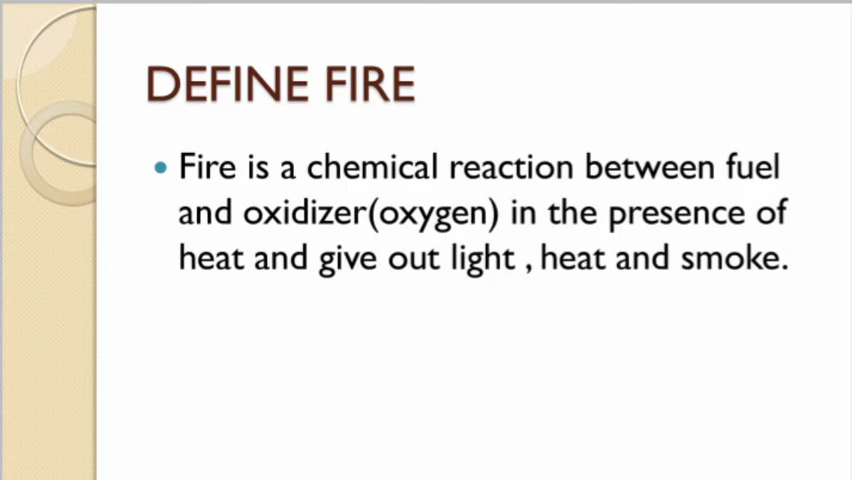 DEFINE FIRE
Fire is a chemical reaction between fuel
and oxidizer(oxygen) in the presence of
heat and give out light , heat and smoke.